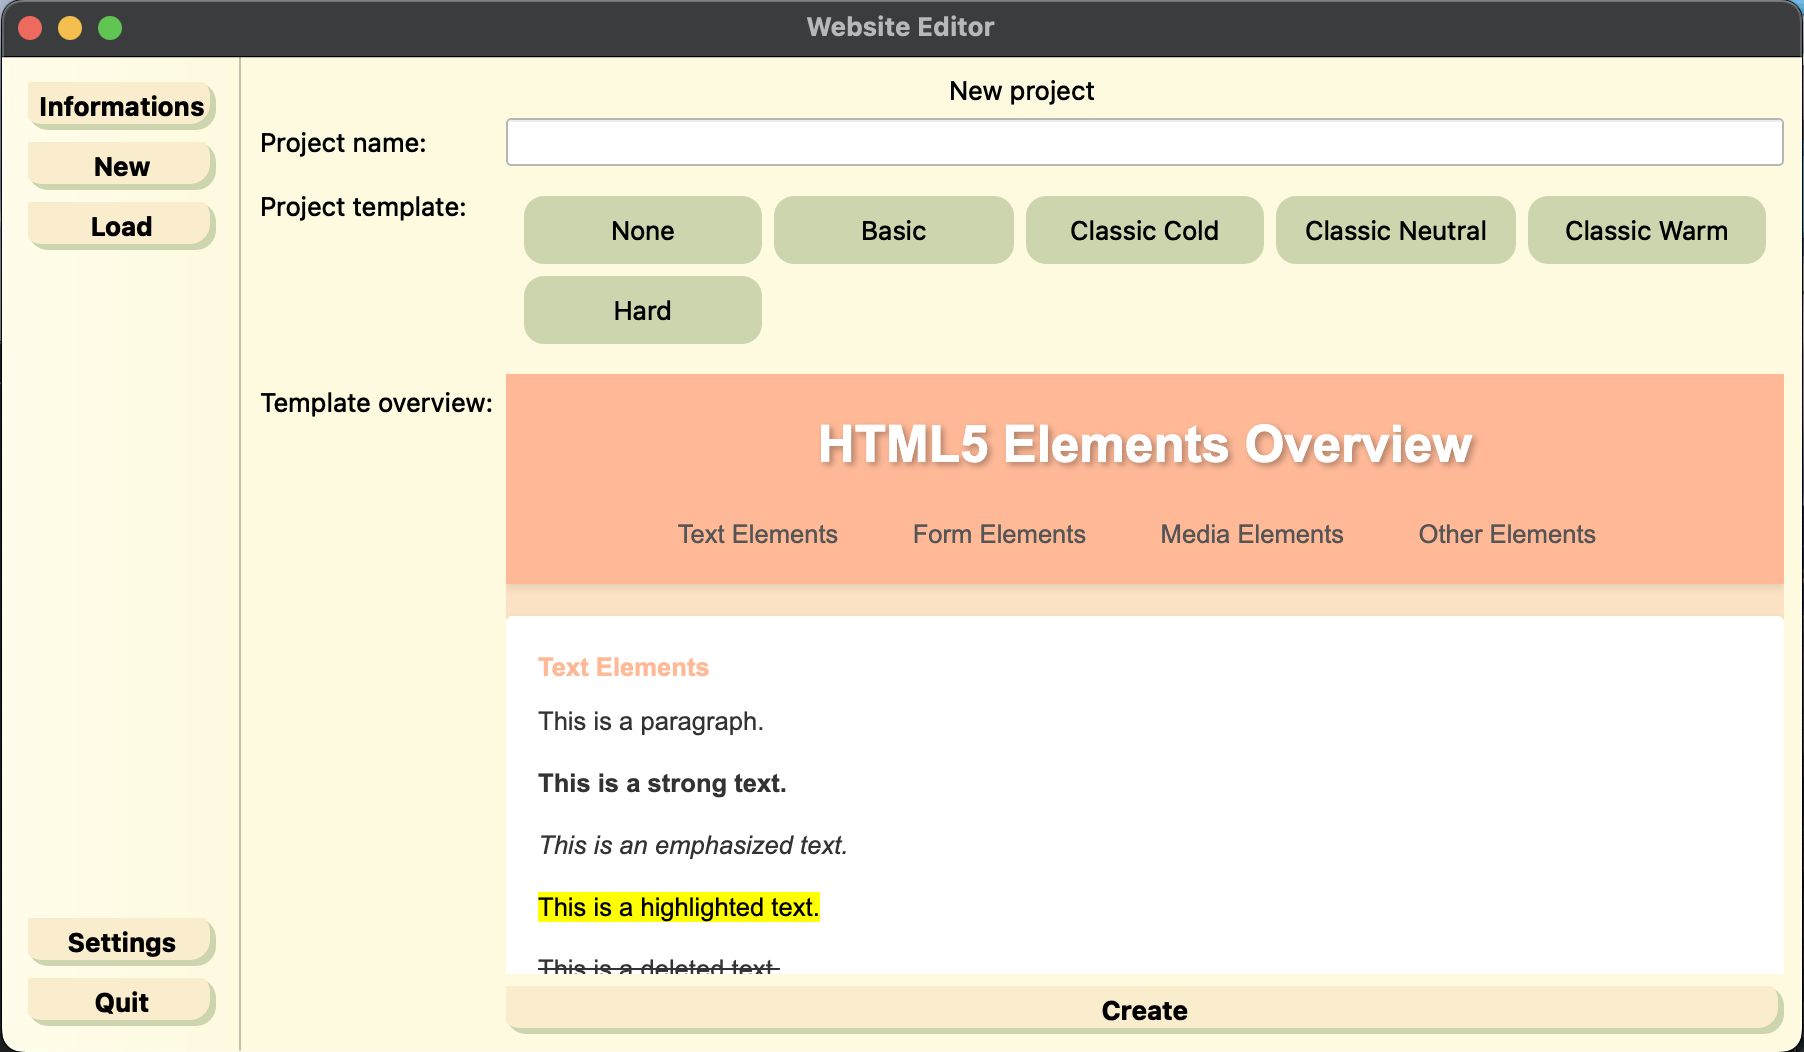 Website Editor
Informations
New
Load
Settings
Quit
New project
Project name:
Project template:
None Basic Classic Cold Classic Neutral Classic Warm
Hard
Template overview:
HTML5 Elements Overview
Text Elements Form Elements Media Elements Other Elements
Text Elements
This is a paragraph.
This is a strong text.
This is an emphasized text.
This is a highlighted text.
This is a deleted text.
Create